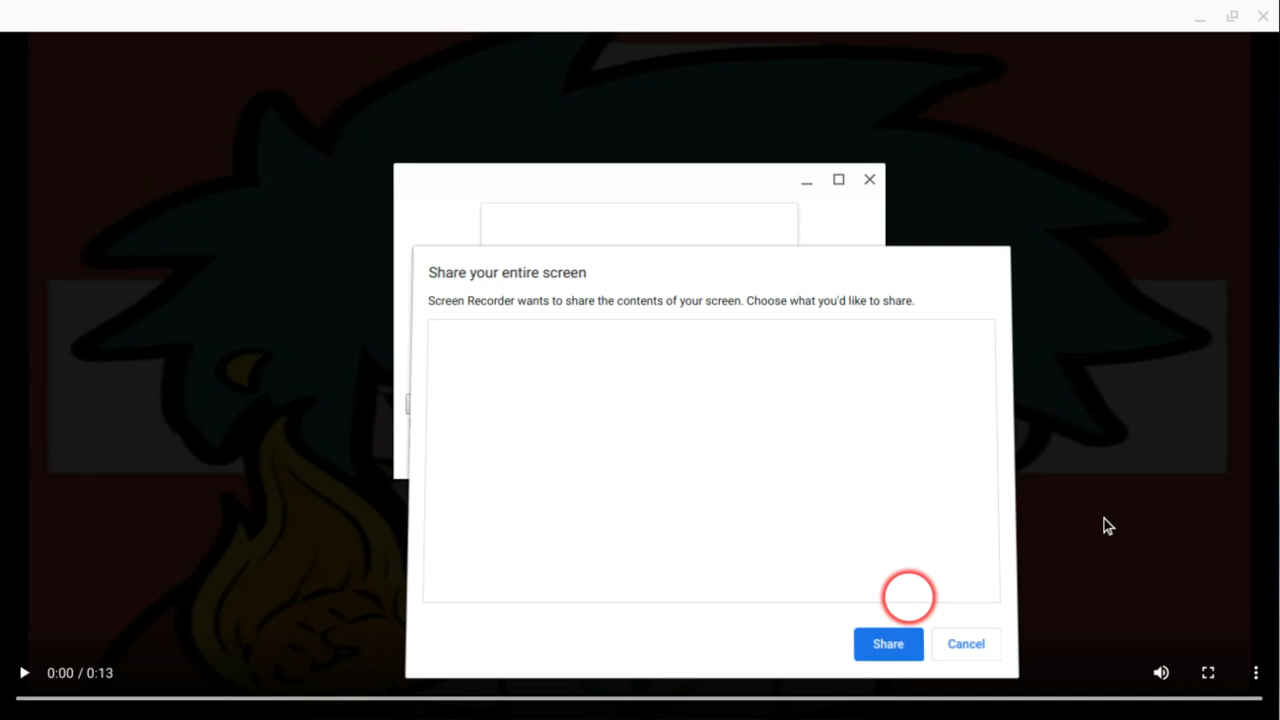 Share your entire screen
Screen Recorder wants to share the contents of your screen. Choose what you'd like to share.
Share
Cancel
0:00 / 0:13